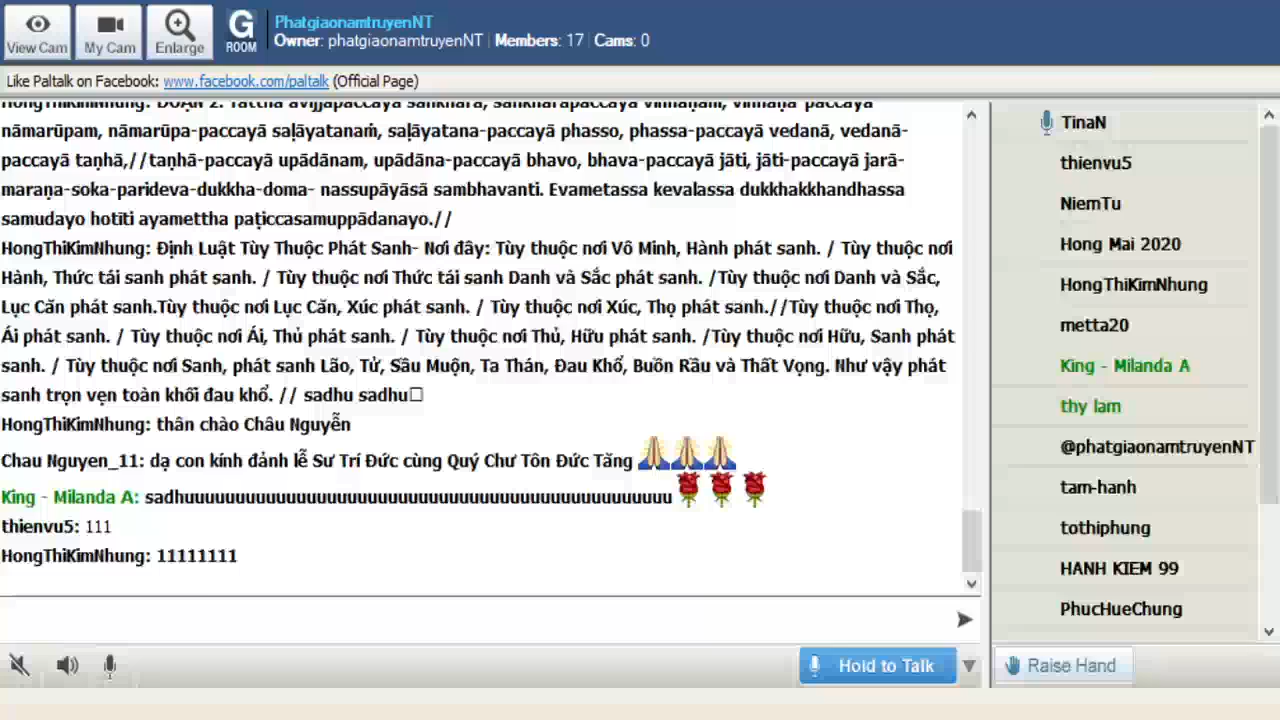 View Cam
My Cam
Enlarge
G
ROOM
PhatgiaonamtruyenNT
Owner: phatgiaonamtruyenNT | Members: 17 | Cams: 0
Like Paltalk on Facebook: www.facebook.com/paltalk (Official Page)
HongThiKimNhung: ĐOẠN 2. Tattha avijjāpaccayā saṅkhārā, saṅkhārapaccayā viññāṇaṁ, viññāṇa-paccayā
nāmarūpam, nāmarūpa-paccayā saḷāyatanaṁ, saḷāyatana-paccayā phasso, phassa-paccayā vedanā, vedanā-
paccayā taṇhā,//taṇhā-paccayā upādānam, upādāna-paccayā bhavo, bhava-paccayā jāti, jāti-paccayā jarā-
maraṇa-soka-parideva-dukkha-doma- nassupāyāsā sambhavanti. Evametassa kevalassa dukkhakkhandhassa
samudayo hotīti ayamettha paṭiccasamuppādanayo.//
HongThiKimNhung: Định Luật Tùy Thuộc Phát Sanh- Nơi đây: Tùy thuộc nơi Vô Minh, Hành phát sanh. / Tùy thuộc nơi
Hành, Thức tái sanh phát sanh. / Tùy thuộc nơi Thức tái sanh Danh và Sắc phát sanh. /Tùy thuộc nơi Danh và Sắc,
Lục Căn phát sanh.Tùy thuộc nơi Lục Căn, Xúc phát sanh. / Tùy thuộc nơi Xúc, Thọ phát sanh.//Tùy thuộc nơi Thọ,
Ái phát sanh. / Tùy thuộc nơi Ái, Thủ phát sanh. / Tùy thuộc nơi Thủ, Hữu phát sanh. /Tùy thuộc nơi Hữu, Sanh phát
sanh. / Tùy thuộc nơi Sanh, phát sanh Lão, Tử, Sầu Muộn, Ta Thán, Đau Khổ, Buồn Rầu và Thất Vọng. Như vậy phát
sanh trọn vẹn toàn khối đau khổ. // sadhu sadhu
HongThiKimNhung: thân chào Châu Nguyễn
Chau Nguyen_11: dạ con kính đảnh lễ Sư Trí Đức cùng Quý Chư Tôn Đức Tăng
King - Milanda A: sadhuuuuuuuuuuuuuuuuuuuuuuuuuuuuuuuuuuuuuuuuuuuuu
thienvu5: 111
HongThiKimNhung: 11111111
Hold to Talk
TinaN
thienvu5
NiemTu
Hong Mai 2020
HongThiKimNhung
metta20
King - Milanda A
thy lam
@phatgiaonamtruyenNT
tam-hanh
tothiphung
HANH KIEM 99
PhucHueChung
Raise Hand